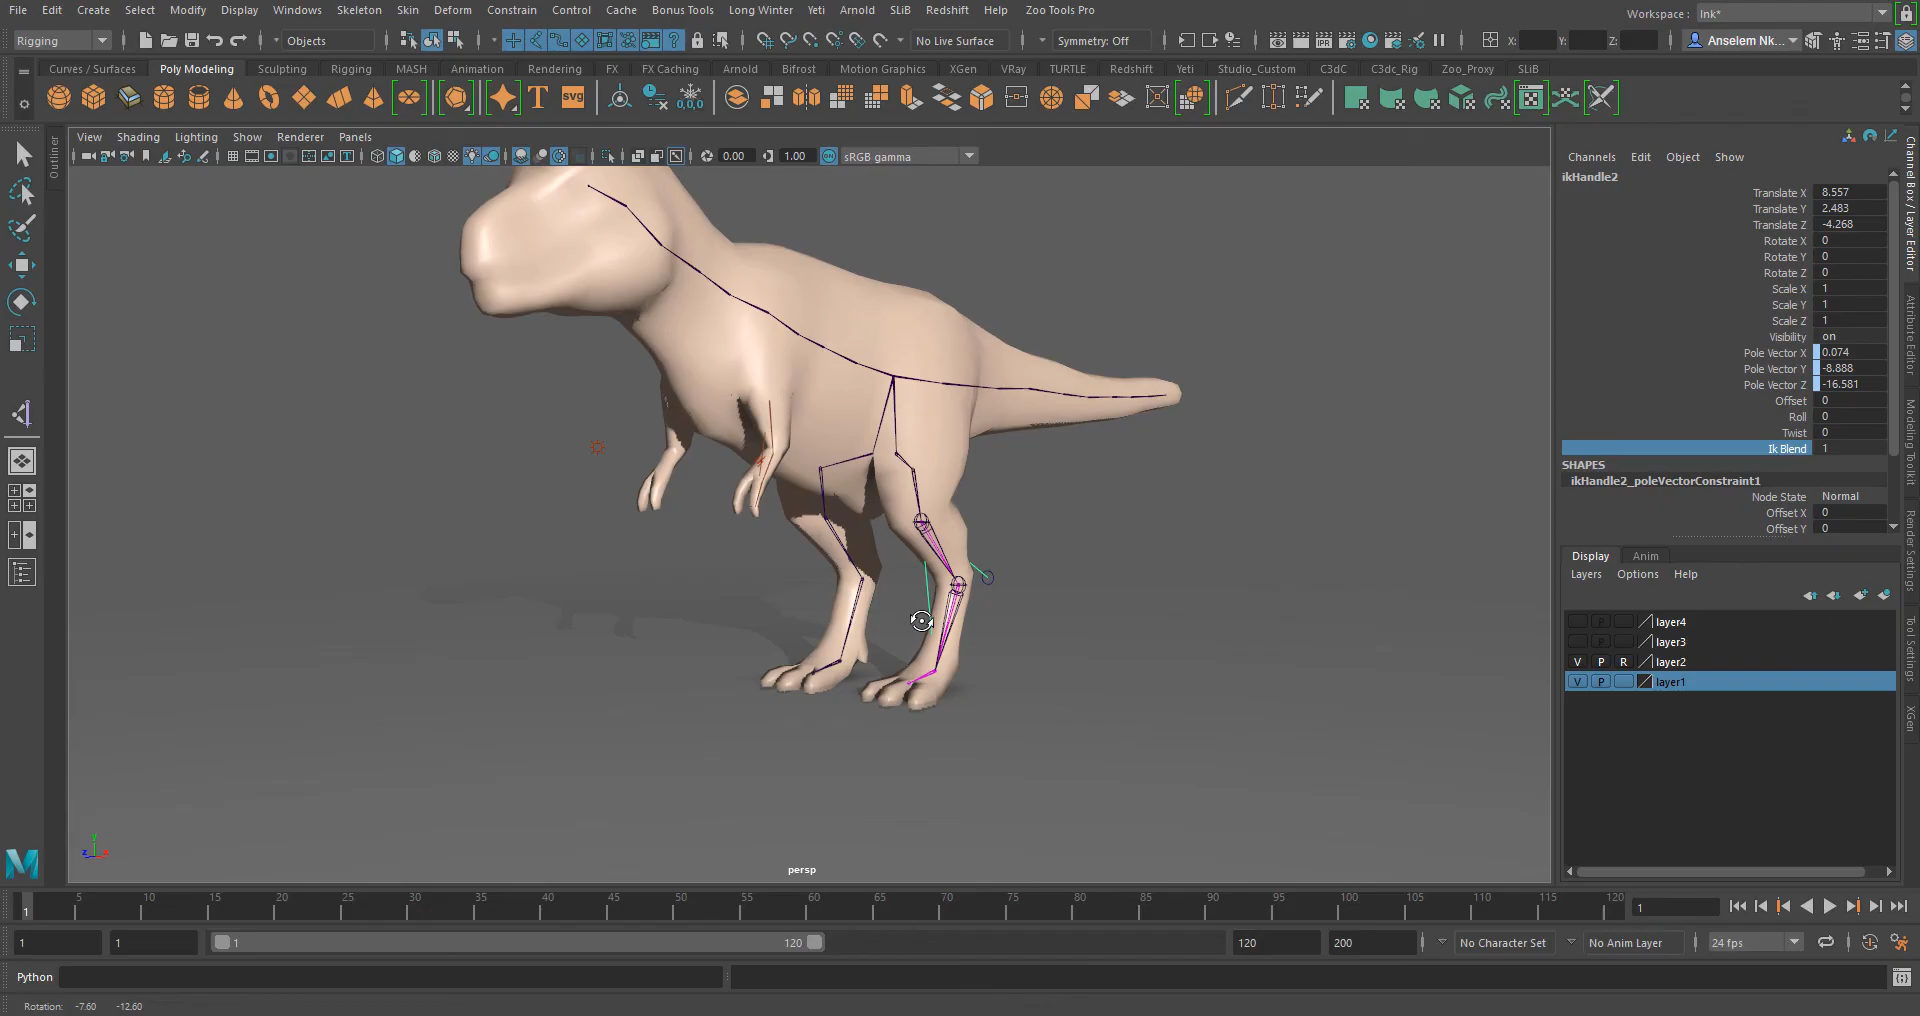 File Edit Create Select Modify Display Windows Skeleton Skin Deform Constrain Control Cache Bonus Tools Long Winter Yeti Arnold SLiB Redshift Help Zoo Tools Pro Workspace : Ink*
Rigging Objects No Live Surface Symmetry: Off X: Y: Z: Anselem Nk...
Curves / Surfaces Poly Modeling Sculpting Rigging MASH Animation Rendering FX FX Caching Arnold Bifrost Motion Graphics XGen VRay TURTLE Redshift Yeti Studio_Custom C3dC C3dc_Rig Zoo_Proxy SLiB
T SVG 0,0,0
View Shading Lighting Show Renderer Panels
0.00 1.00 ON sRGB gamma
Outliner
Channels Edit Object Show
ikHandle2
Translate X 8.557
Translate Y 2.483
Translate Z -4.268
Rotate X 0
Rotate Y 0
Rotate Z 0
Scale X 1
Scale Y 1
Scale Z 1
Visibility on
Pole Vector X 0.074
Pole Vector Y -8.888
Pole Vector Z -16.581
Offset 0
Roll 0
Twist 0
Ik Blend 1
SHAPES
ikHandle2_poleVectorConstraint1
Node State Normal
Offset X 0
Offset Y 0
Display Anim
Layers Options Help
P layer4
P layer3
V P R layer2
V P layer1
Channel Box / Layer Editor
Attribute Editor
Modeling Toolkit
Render Settings
Tool Settings
XGen
y
z x
persp
M
5 10 15 20 25 30 35 40 45 50 55 60 65 70 75 80 85 90 95 100 105 110 115 120
1 1
1 1 1 120 120 200 No Character Set No Anim Layer 24 fps
Python
Rotation: -7.60 -12.60